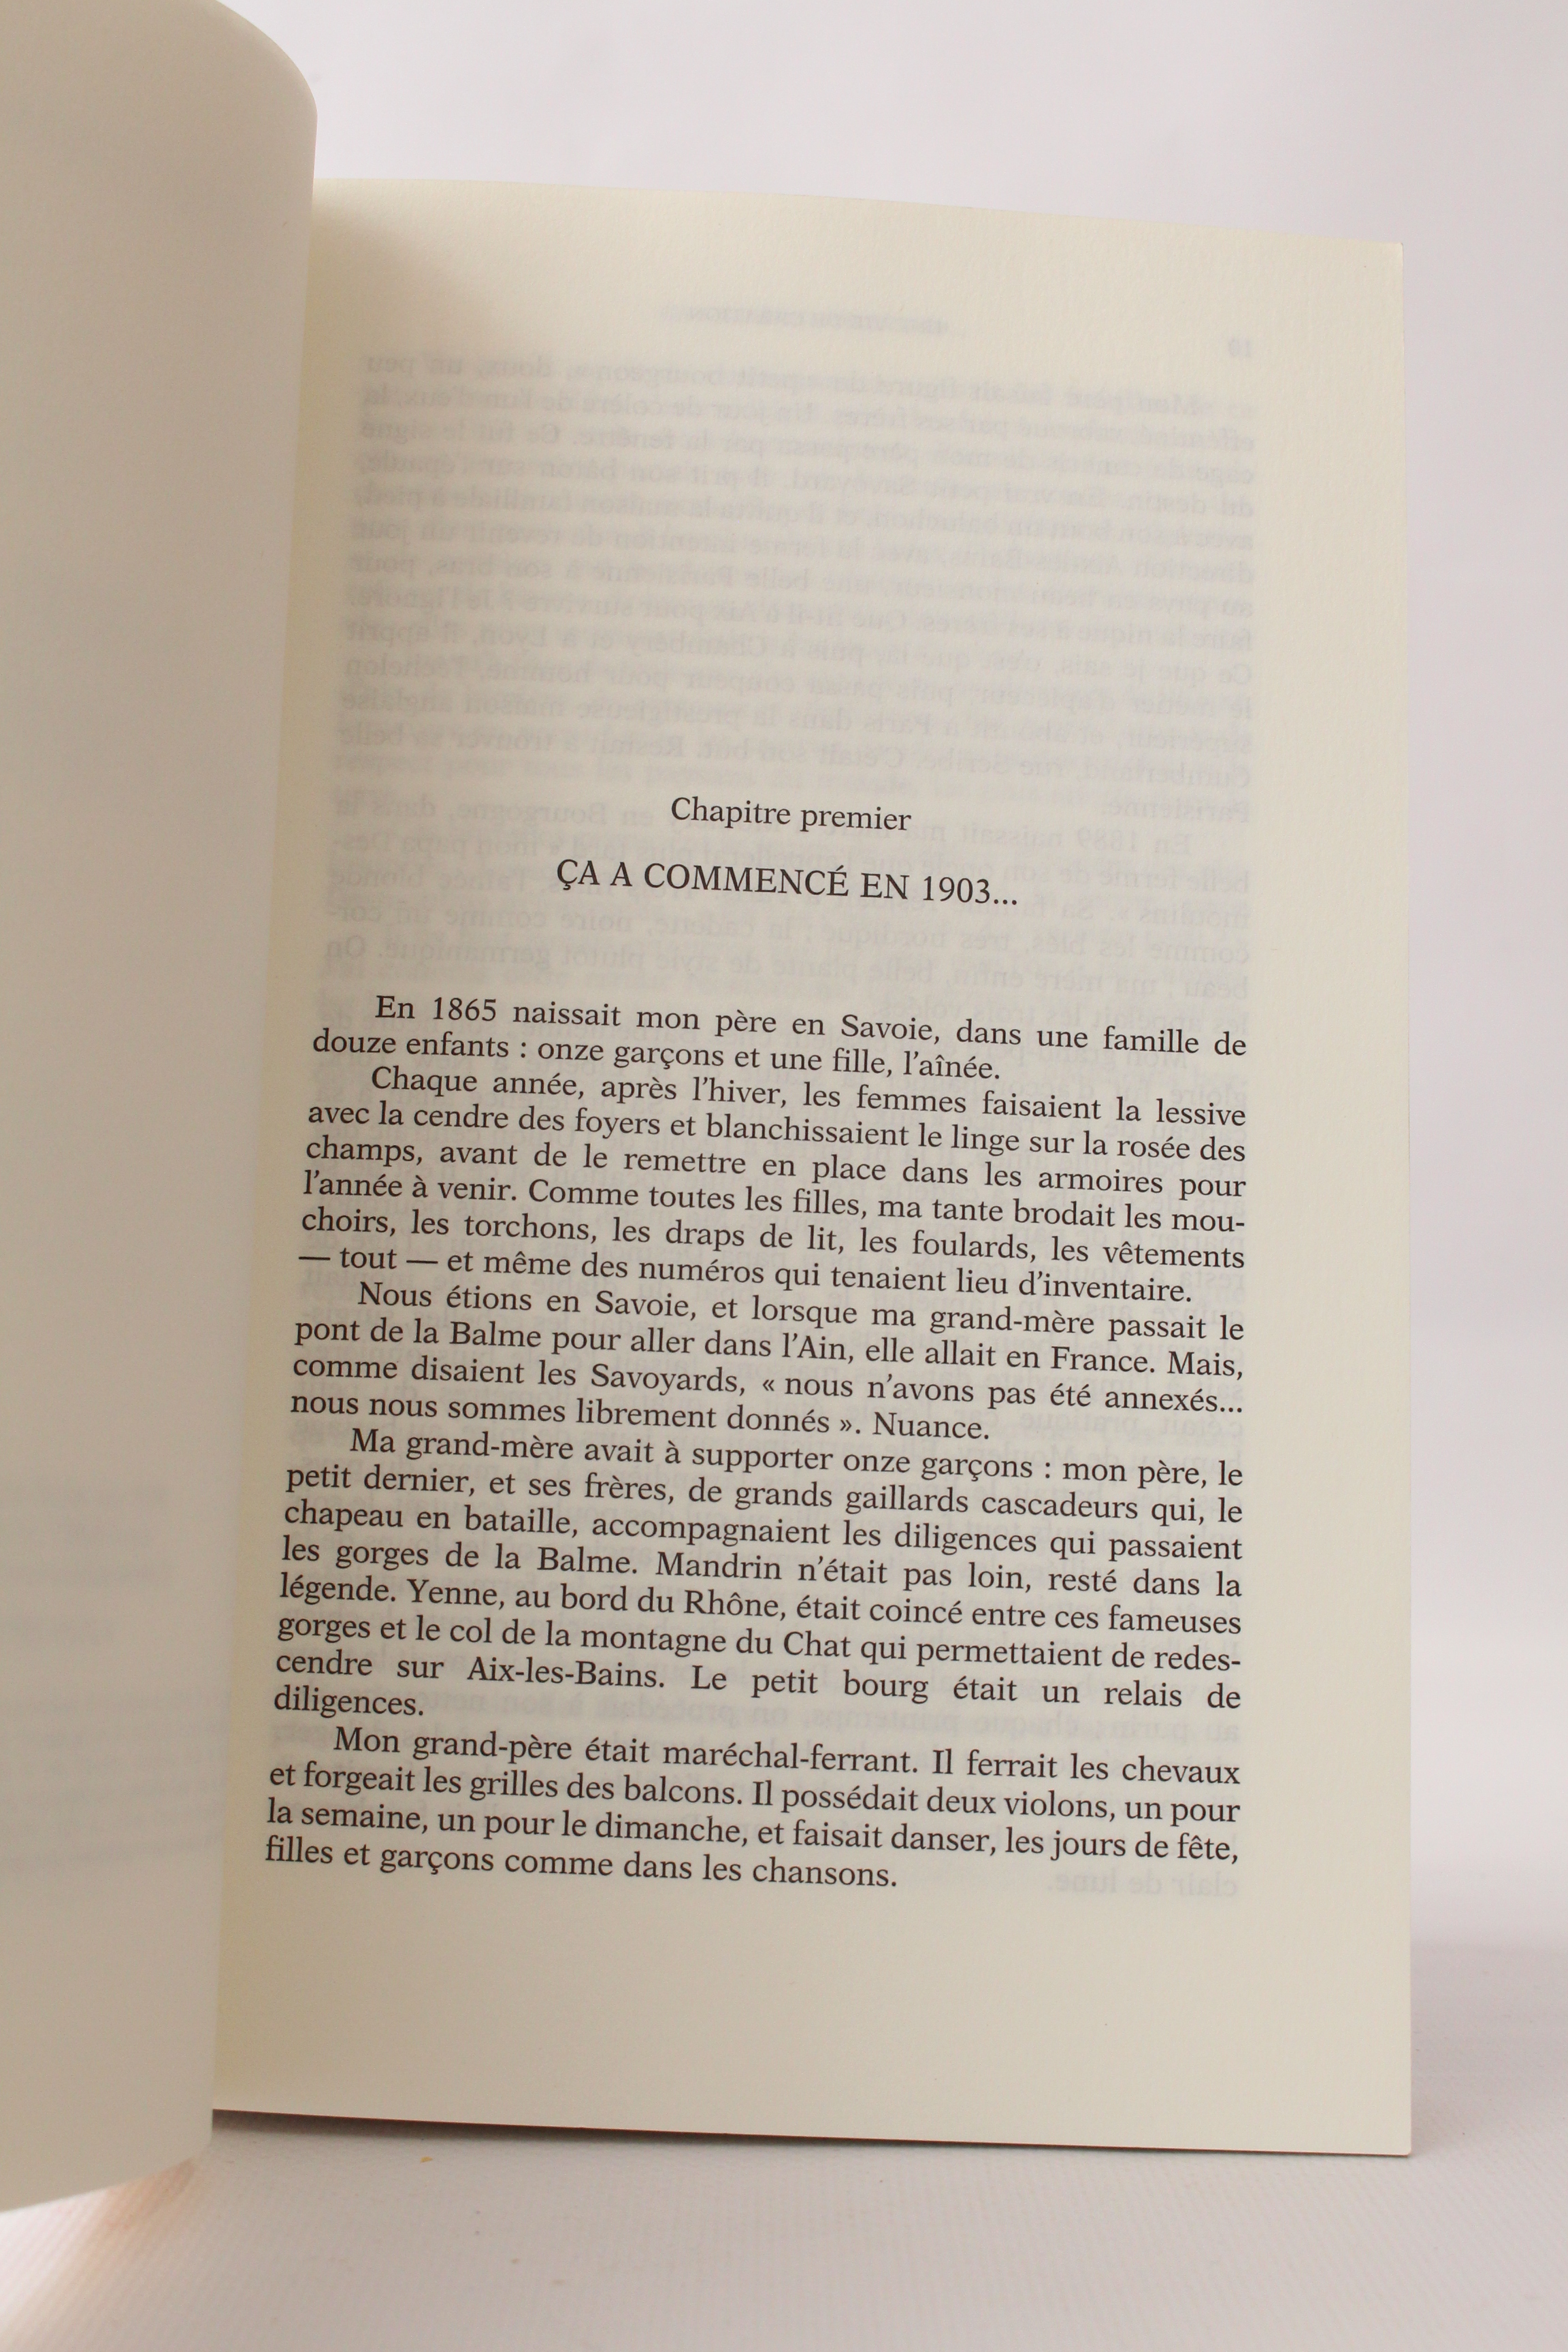 Chapitre premier
ÇA A COMMENCÉ EN 1903...
En 1865 naissait mon père en Savoie, dans une famille de
douze enfants : onze garçons et une fille, l'aînée.
Chaque année, après l'hiver, les femmes faisaient la lessive
avec la cendre des foyers et blanchissaient le linge sur la rosée des
champs, avant de le remettre en place dans les armoires pour
l'année à venir. Comme toutes les filles, ma tante brodait les mou-
choirs, les torchons, les draps de lit, les foulards, les vêtements
— tout — et même des numéros qui tenaient lieu d'inventaire.
Nous étions en Savoie, et lorsque ma grand-mère passait le
pont de la Balme pour aller dans l'Ain, elle allait en France. Mais,
comme disaient les Savoyards, « nous n'avons pas été annexés...
nous nous sommes librement donnés ». Nuance.
Ma grand-mère avait à supporter onze garçons : mon père, le
petit dernier, et ses frères, de grands gaillards cascadeurs qui, le
chapeau en bataille, accompagnaient les diligences qui passaient
les gorges de la Balme. Mandrin n'était pas loin, resté dans la
légende. Yenne, au bord du Rhône, était coincé entre ces fameuses
gorges et le col de la montagne du Chat qui permettaient de redes-
cendre sur Aix-les-Bains. Le petit bourg était un relais de
diligences.
Mon grand-père était maréchal-ferrant. Il ferrait les chevaux
et forgeait les grilles des balcons. Il possédait deux violons, un pour
la semaine, un pour le dimanche, et faisait danser, les jours de fête,
filles et garçons comme dans les chansons.